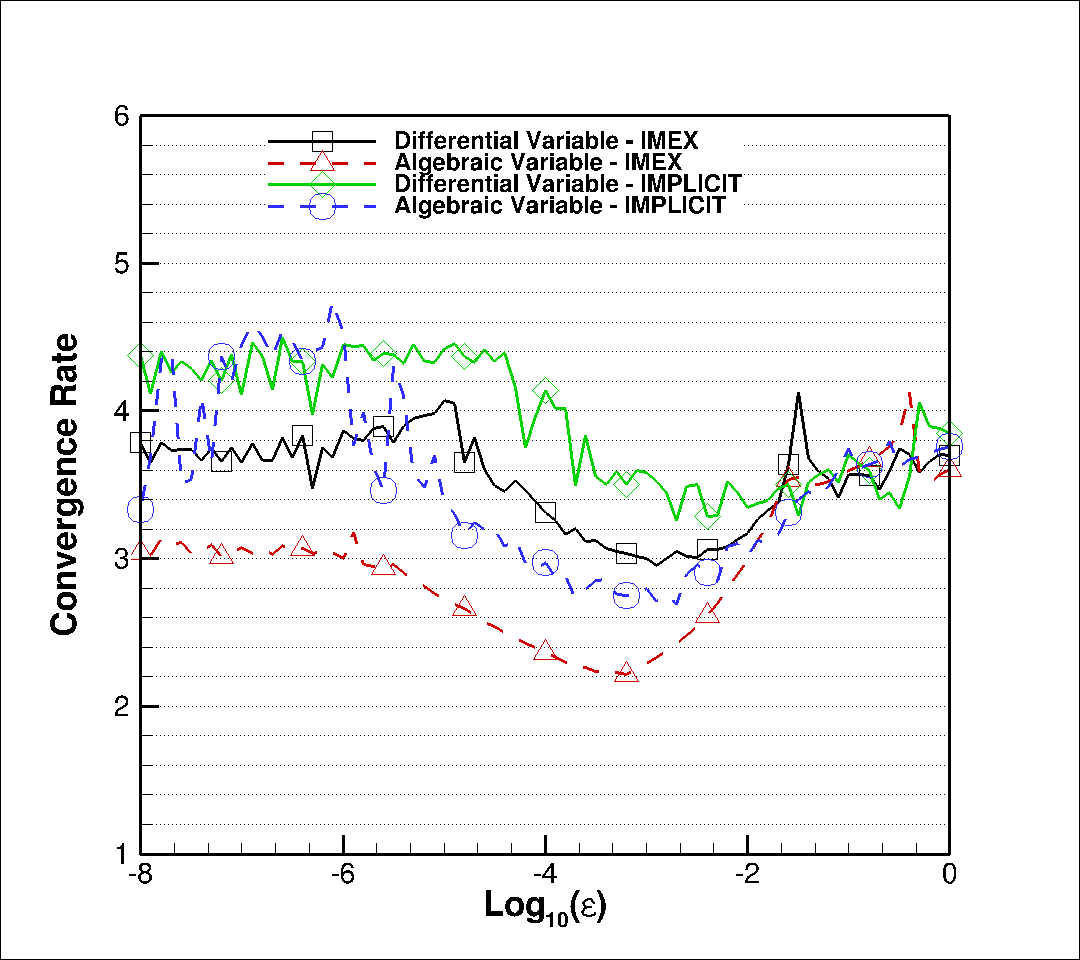 6
Differential Variable - IMEX
Algebraic Variable - IMEX
Differential Variable - IMPLICIT
Algebraic Variable - IMPLICIT
5
4
3
2
1
Convergence Rate
-8 -6 -4 -2 0
Log10(ε)